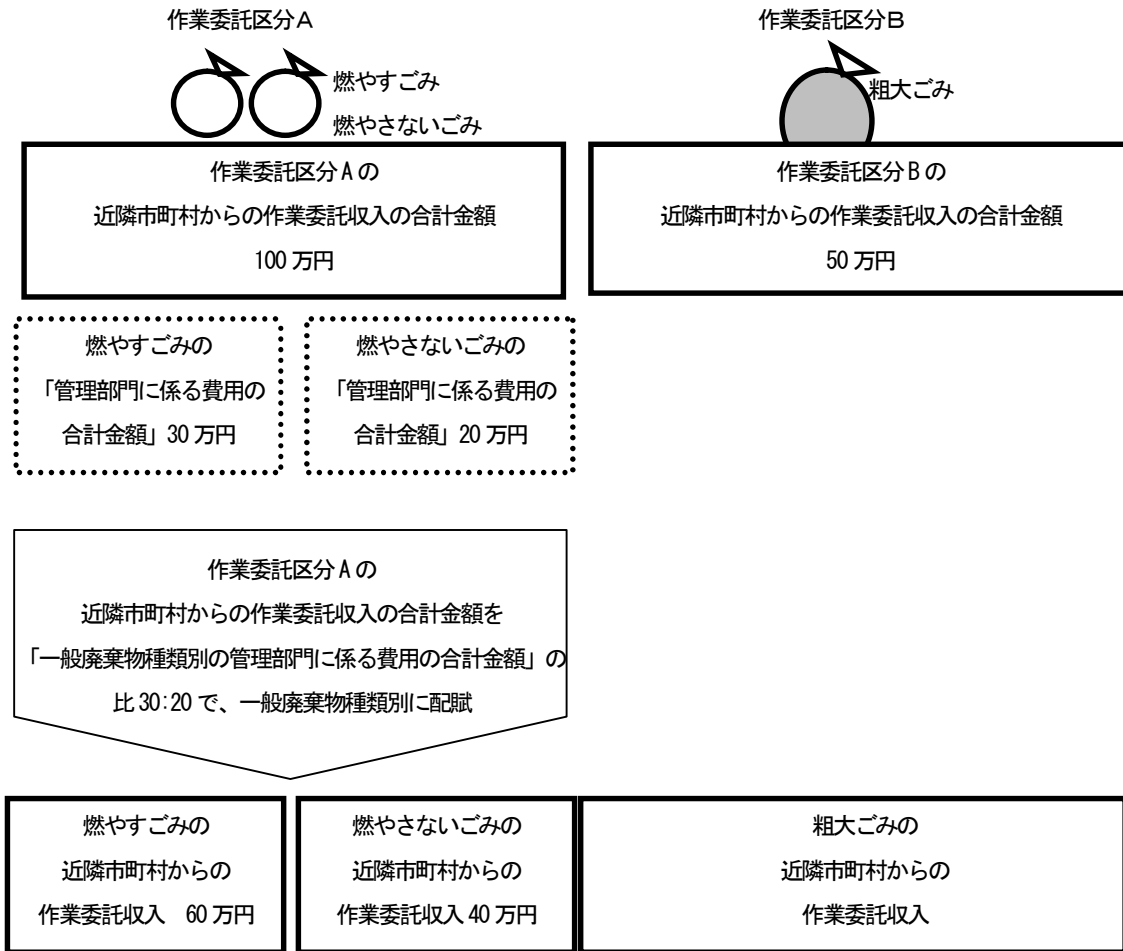 作業委託区分A
作業委託区分B
燃やすごみ
燃やさないごみ
粗大ごみ
作業委託区分Aの
近隣市町村からの作業委託収入の合計金額
100万円
作業委託区分Bの
近隣市町村からの作業委託収入の合計金額
50万円
燃やすごみの
「管理部門に係る費用の
合計金額」30万円
燃やさないごみの
「管理部門に係る費用の
合計金額」20万円
作業委託区分Aの
近隣市町村からの作業委託収入の合計金額を
「一般廃棄物種類別の管理部門に係る費用の合計金額」の
比30:20で、一般廃棄物種類別に配賦
燃やすごみの
近隣市町村からの
作業委託収入　60万円
燃やさないごみの
近隣市町村からの
作業委託収入40万円
粗大ごみの
近隣市町村からの
作業委託収入